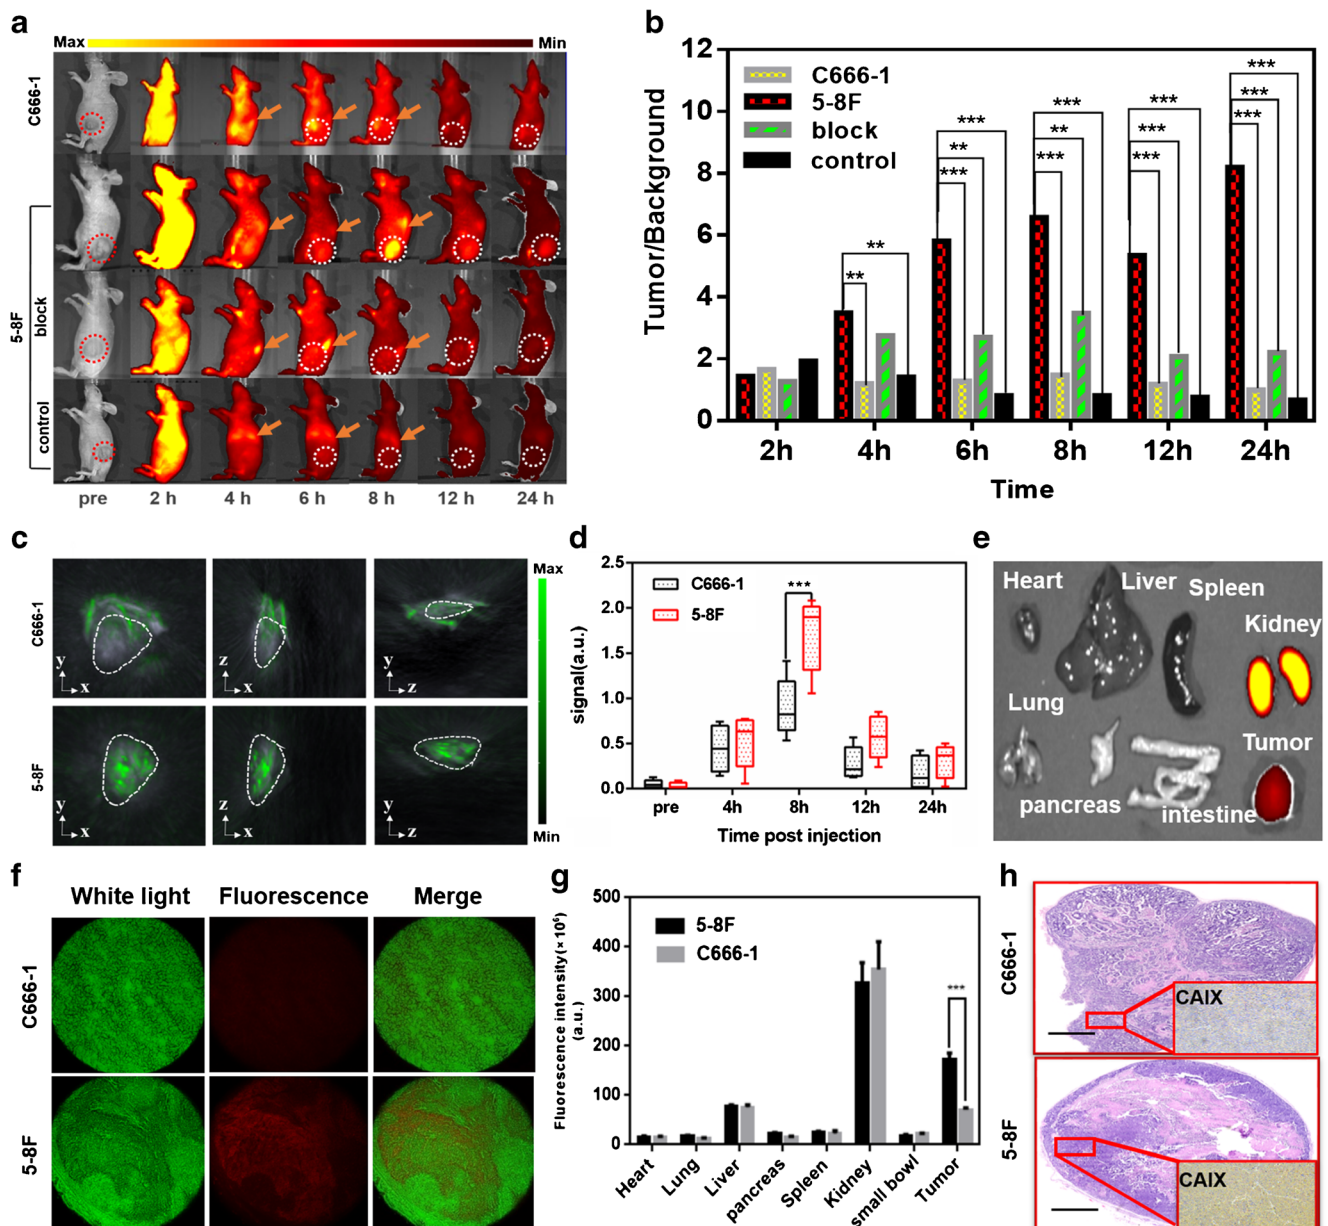 a
Max
Min
C666-1
5-8F
block
control
pre
2 h
4 h
6 h
8 h
12 h
24 h
b
Tumor/Background
12
10
8
6
4
2
0
C666-1
5-8F
block
control
**
**
***
**
***
***
**
***
***
***
***
***
***
***
2h
4h
6h
8h
12h
24h
Time
c
C666-1
5-8F
y
x
z
x
y
z
y
x
z
x
y
z
Max
Min
d
signal(a.u.)
2.5
2.0
1.5
1.0
0.5
0.0
C666-1
5-8F
***
pre
4h
8h
12h
24h
Time post injection
e
Heart
Liver
Spleen
Kidney
Lung
Tumor
pancreas
intestine
f
White light
Fluorescence
Merge
C666-1
5-8F
g
Fluorescence intensity(×10⁶)
(a.u.)
500
400
300
200
100
0
5-8F
C666-1
***
Heart
Lung
Liver
pancreas
Spleen
Kidney
small bowl
Tumor
h
C666-1
CAIX
5-8F
CAIX